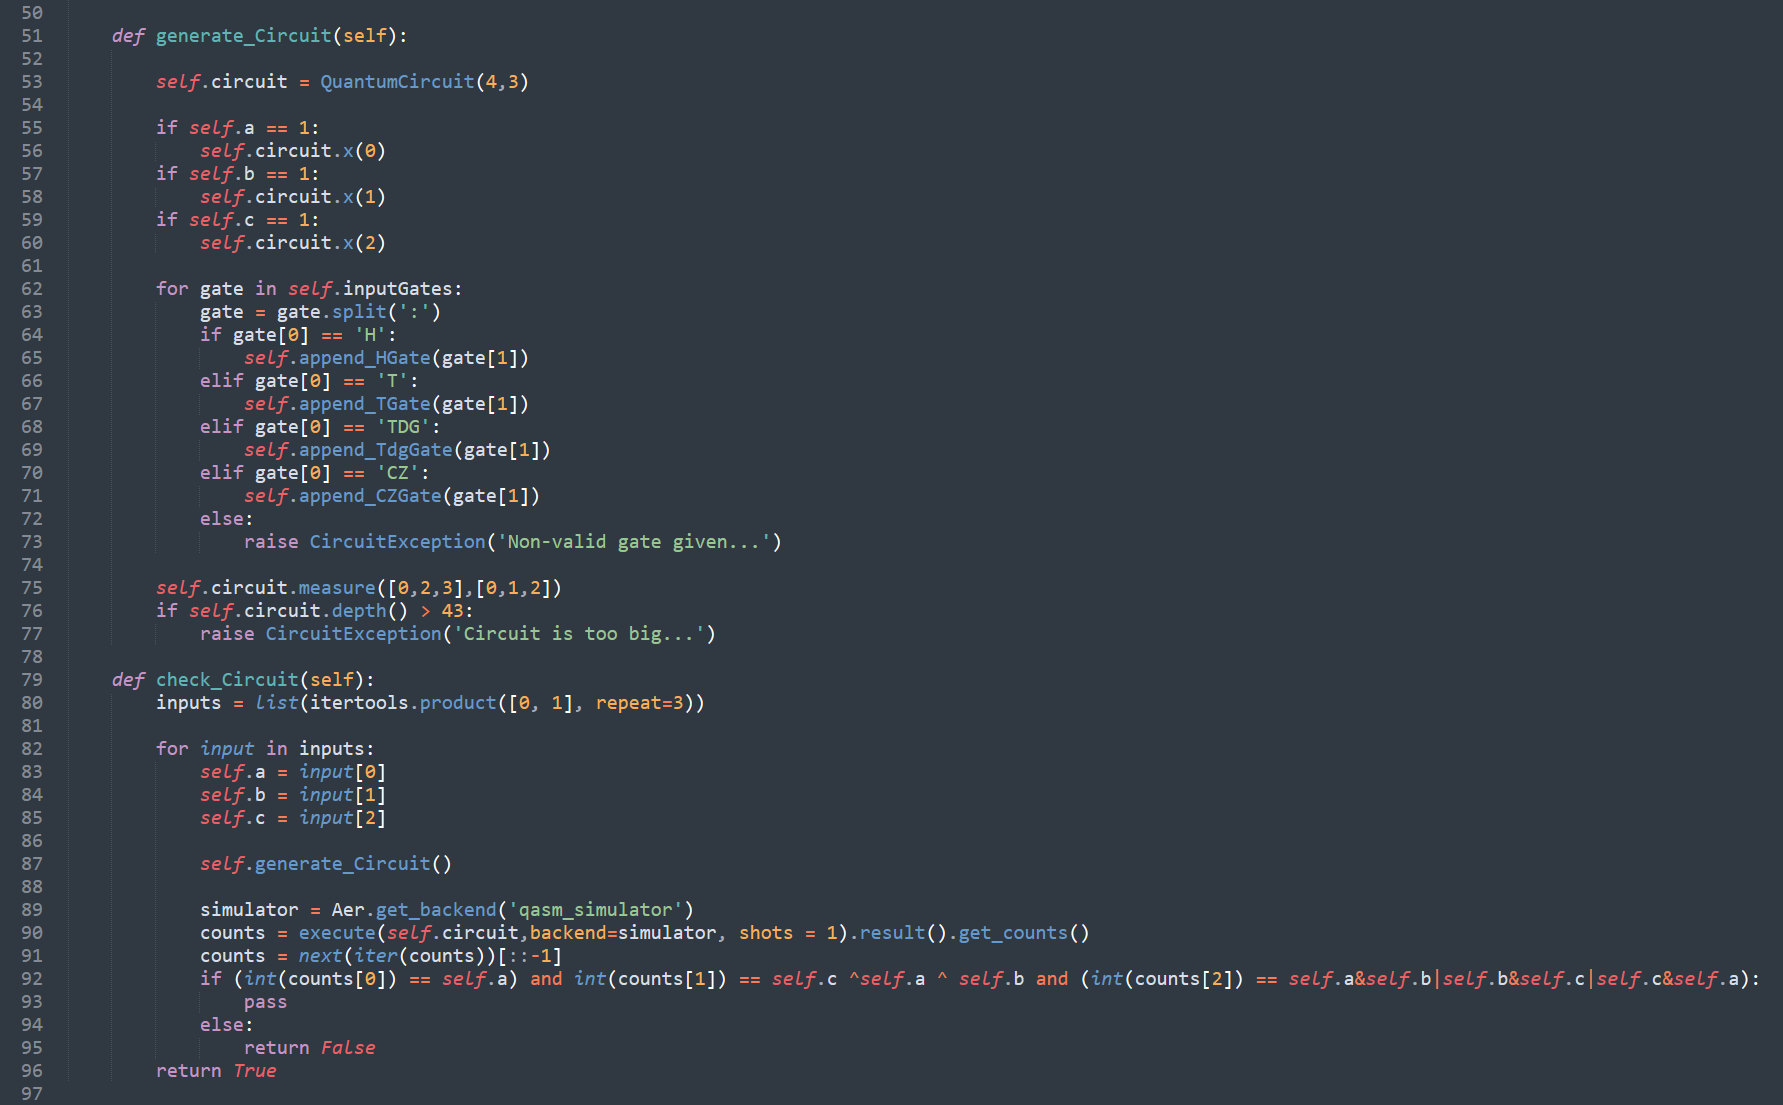 50
51 def generate_Circuit(self):
52
53 self.circuit = QuantumCircuit(4,3)
54
55 if self.a == 1:
56 self.circuit.x(0)
57 if self.b == 1:
58 self.circuit.x(1)
59 if self.c == 1:
60 self.circuit.x(2)
61
62 for gate in self.inputGates:
63 gate = gate.split(':')
64 if gate[0] == 'H':
65 self.append_HGate(gate[1])
66 elif gate[0] == 'T':
67 self.append_TGate(gate[1])
68 elif gate[0] == 'TDG':
69 self.append_TdgGate(gate[1])
70 elif gate[0] == 'CZ':
71 self.append_CZGate(gate[1])
72 else:
73 raise CircuitException('Non-valid gate given...')
74
75 self.circuit.measure([0,2,3],[0,1,2])
76 if self.circuit.depth() > 43:
77 raise CircuitException('Circuit is too big...')
78
79 def check_Circuit(self):
80 inputs = list(itertools.product([0, 1], repeat=3))
81
82 for input in inputs:
83 self.a = input[0]
84 self.b = input[1]
85 self.c = input[2]
86
87 self.generate_Circuit()
88
89 simulator = Aer.get_backend('qasm_simulator')
90 counts = execute(self.circuit,backend=simulator, shots = 1).result().get_counts()
91 counts = next(iter(counts))[::-1]
92 if (int(counts[0]) == self.a) and int(counts[1]) == self.c ^self.a ^ self.b and (int(counts[2]) == self.a&self.b|self.b&self.c|self.c&self.a):
93 pass
94 else:
95 return False
96 return True
97